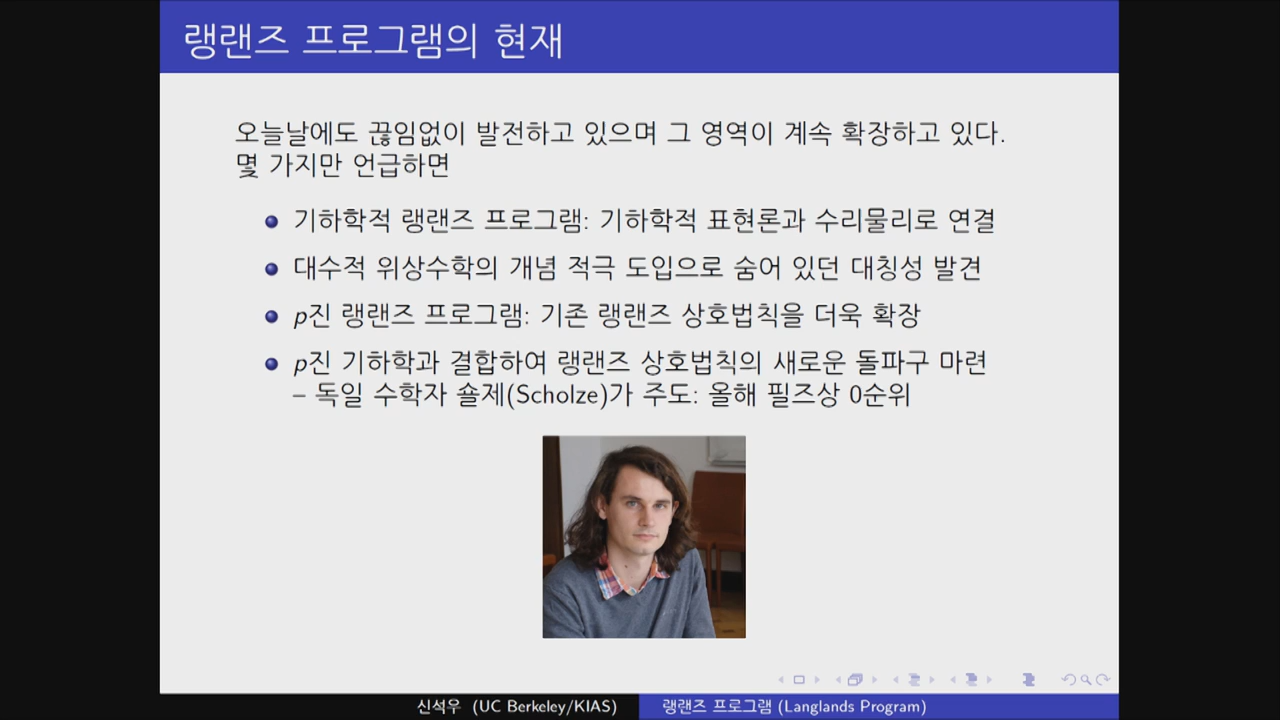 랭랜즈 프로그램의 현재
오늘날에도 끊임없이 발전하고 있으며 그 영역이 계속 확장하고 있다.
몇 가지만 언급하면
기하학적 랭랜즈 프로그램: 기하학적 표현론과 수리물리로 연결
대수적 위상수학의 개념 적극 도입으로 숨어 있던 대칭성 발견
p진 랭랜즈 프로그램: 기존 랭랜즈 상호법칙을 더욱 확장
p진 기하학과 결합하여 랭랜즈 상호법칙의 새로운 돌파구 마련
– 독일 수학자 숄제(Scholze)가 주도: 올해 필즈상 0순위
신석우 (UC Berkeley/KIAS)
랭랜즈 프로그램 (Langlands Program)